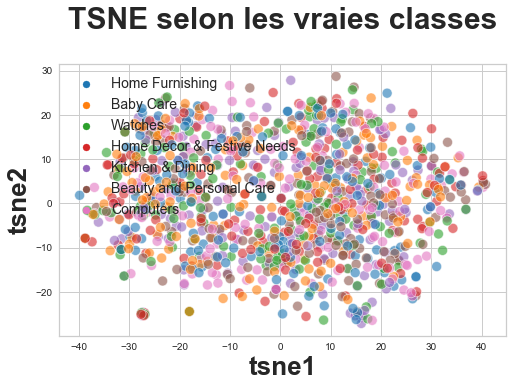 TSNE selon les vraies classes
Home Furnishing
Baby Care
Watches
Home Decor & Festive Needs
Kitchen & Dining
Beauty and Personal Care
Computers
tsne2
30
20
10
0
−10
−20
−40
−30
−20
−10
0
10
20
30
40
tsne1